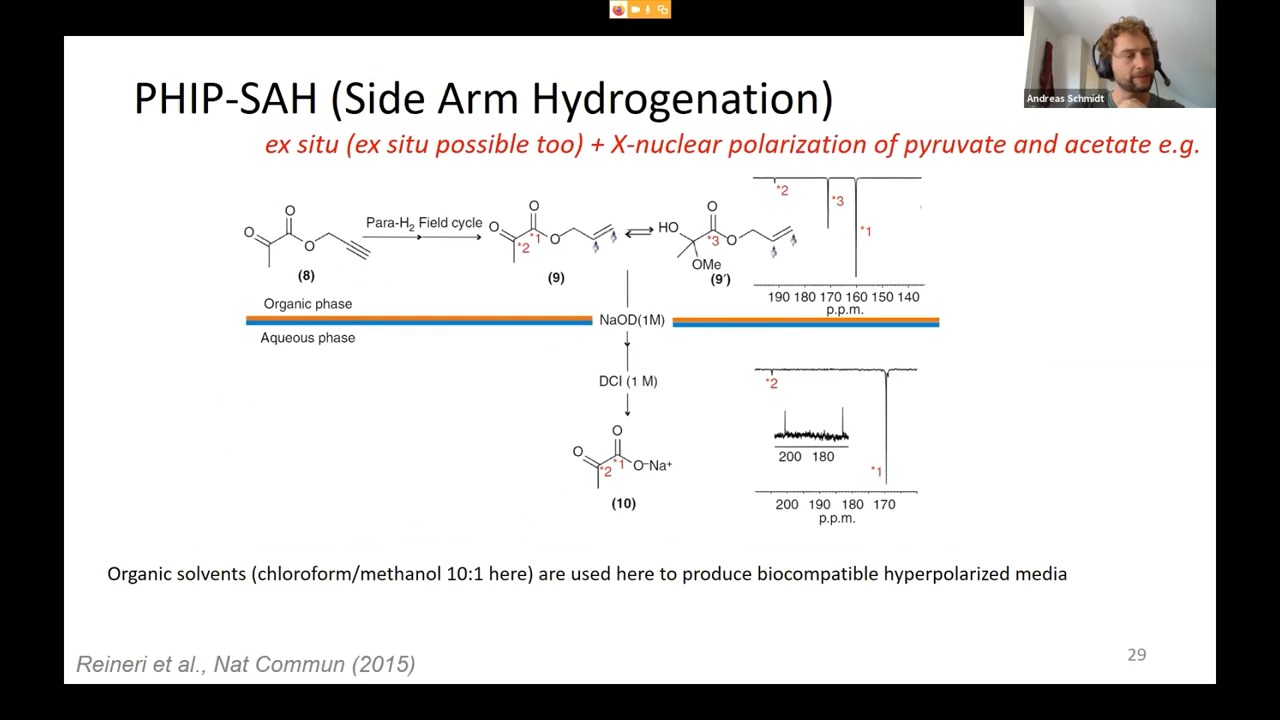 Andreas Schmidt
PHIP-SAH (Side Arm Hydrogenation)
ex situ (ex situ possible too) + X-nuclear polarization of pyruvate and acetate e.g.
O
O
O
(8)
Para-H₂ Field cycle
O
O
*1
*2
O
(9)
HO
O
*3
O
OMe
(9′)
*2
*3
*1
190 180 170 160 150 140
p.p.m.
Organic phase
NaOD(1M)
Aqueous phase
DCl (1 M)
O
O
*1
*2
O⁻Na⁺
(10)
*2
200 180
*1
200 190 180 170
p.p.m.
Organic solvents (chloroform/methanol 10:1 here) are used here to produce biocompatible hyperpolarized media
Reineri et al., Nat Commun (2015)
29